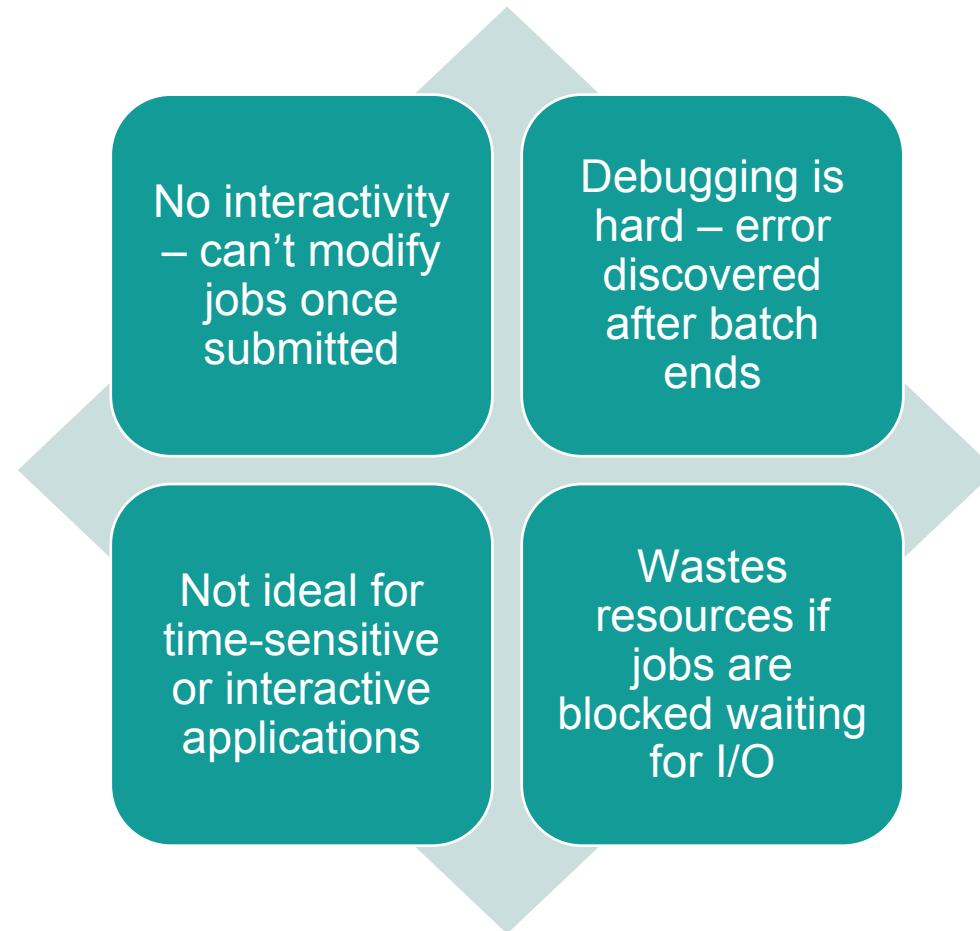 No interactivity
– can’t modify
jobs once
submitted
Debugging is
hard – error
discovered
after batch
ends
Not ideal for
time-sensitive
or interactive
applications
Wastes
resources if
jobs are
blocked waiting
for I/O